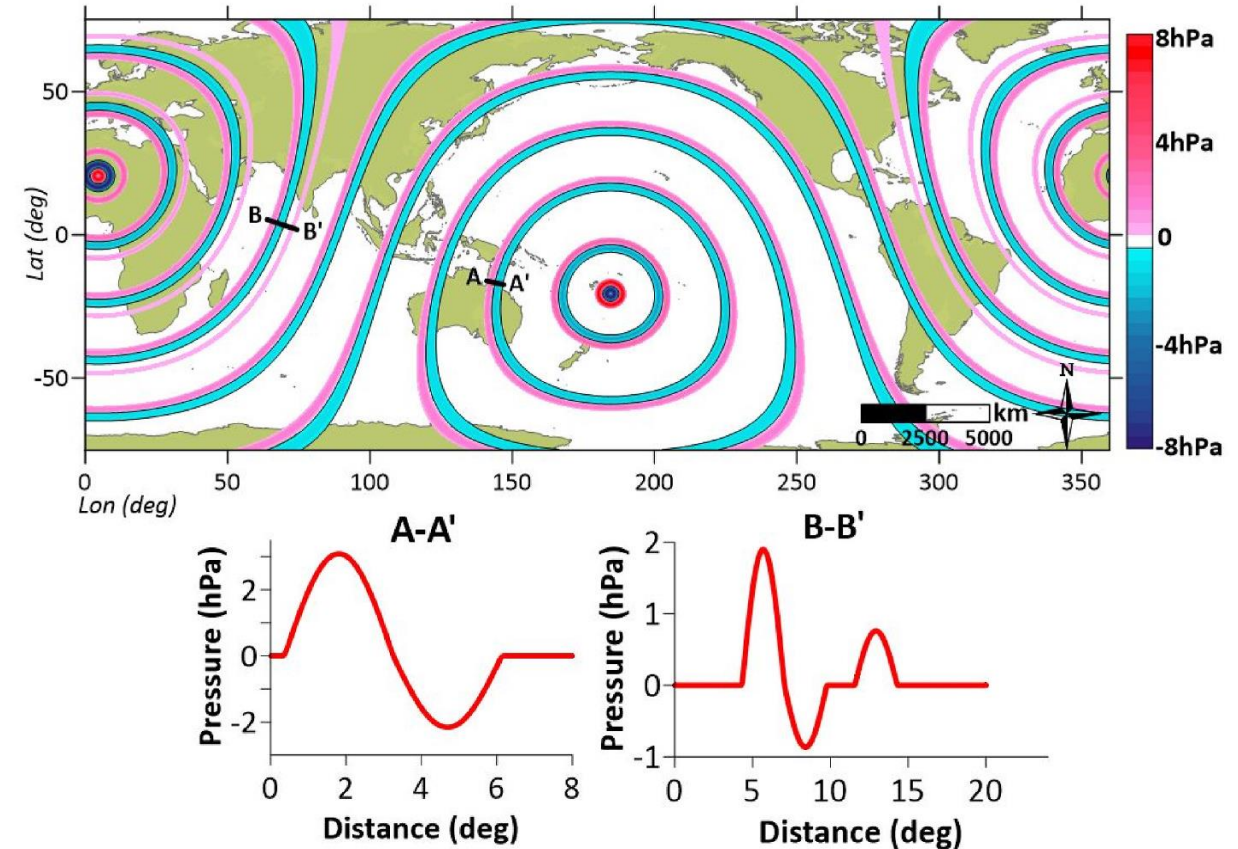 8hPa
4hPa
0
-4hPa
-8hPa
Lat (deg)
50
0
-50
B
B'
A
A'
N
km
0 2500 5000
0 50 100 150 200 250 300 350
Lon (deg)
A-A'
Pressure (hPa)
2
0
-2
0 2 4 6 8
Distance (deg)
B-B'
Pressure (hPa)
2
1
0
-1
0 5 10 15 20
Distance (deg)